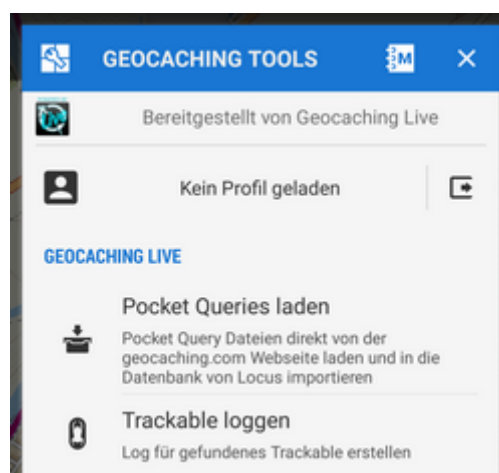 GEOCACHING TOOLS M
Bereitgestellt von Geocaching Live
Kein Profil geladen
GEOCACHING LIVE
Pocket Queries laden
Pocket Query Dateien direkt von der
geocaching.com Webseite laden und in die
Datenbank von Locus importieren
Trackable loggen
Log für gefundenes Trackable erstellen